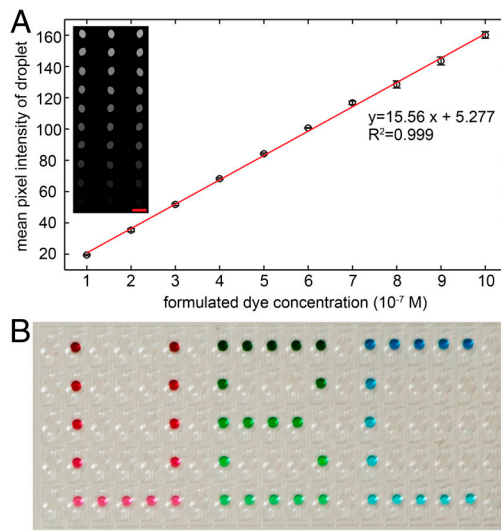 A
mean pixel intensity of droplet
160
140
120
100
80
60
40
20
y=15.56 x + 5.277
R²=0.999
1 2 3 4 5 6 7 8 9 10
formulated dye concentration (10⁻⁷ M)
B